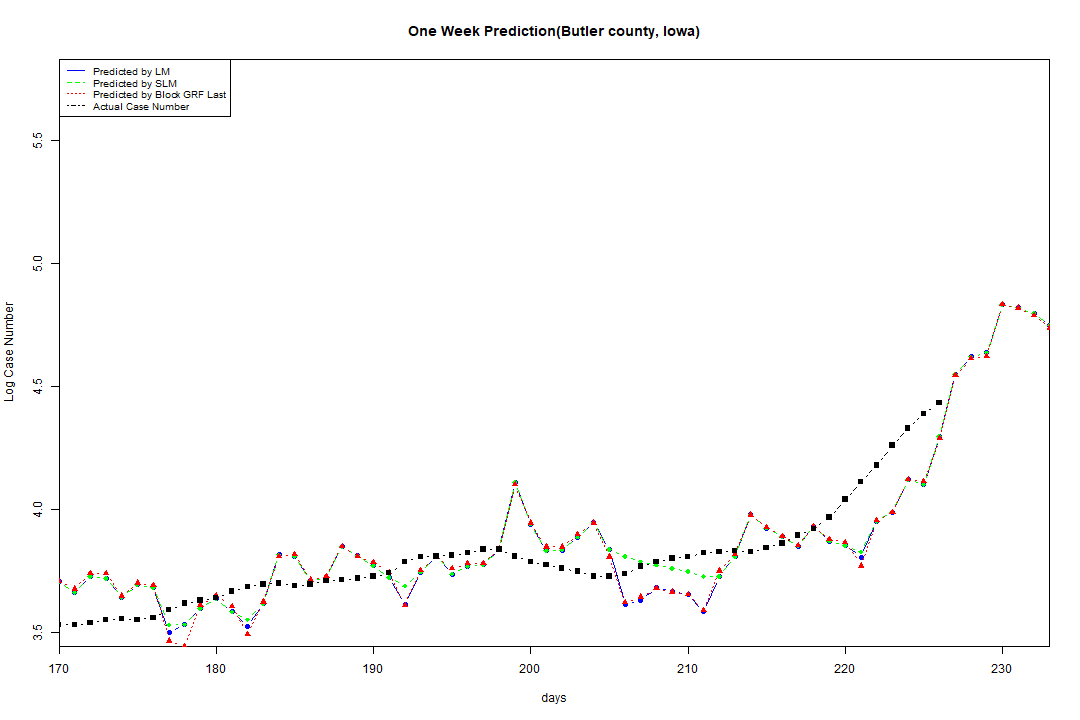 One Week Prediction(Butler county, Iowa)
Predicted by LM
Predicted by SLM
Predicted by Block GRF Last
Actual Case Number
5.5
5.0
4.5
4.0
3.5
Log Case Number
170 180 190 200 210 220 230
days